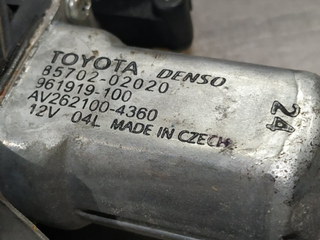 TOYOTA DENSO
85702-02020
961919-100
AV262100-4360
12V 04L MADE IN CZECH
24